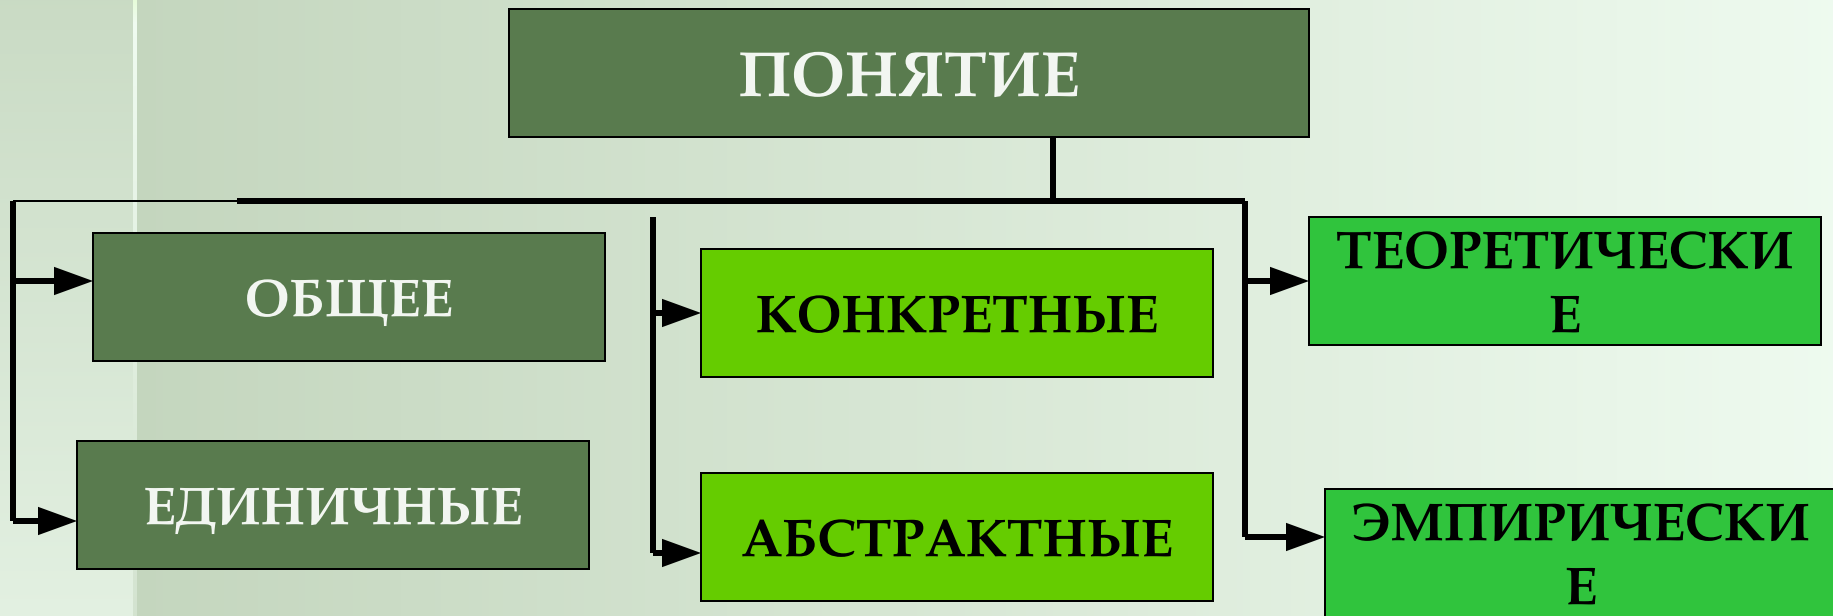 ПОНЯТИЕ
ОБЩЕЕ
ЕДИНИЧНЫЕ
КОНКРЕТНЫЕ
АБСТРАКТНЫЕ
ТЕОРЕТИЧЕСКИ
Е
ЭМПИРИЧЕСКИ
Е